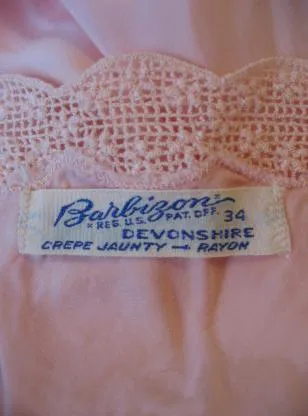 Barbizon
"REG. U.S. PAT. OFF. 34
DEVONSHIRE
CREPE JAUNTY → RAYON